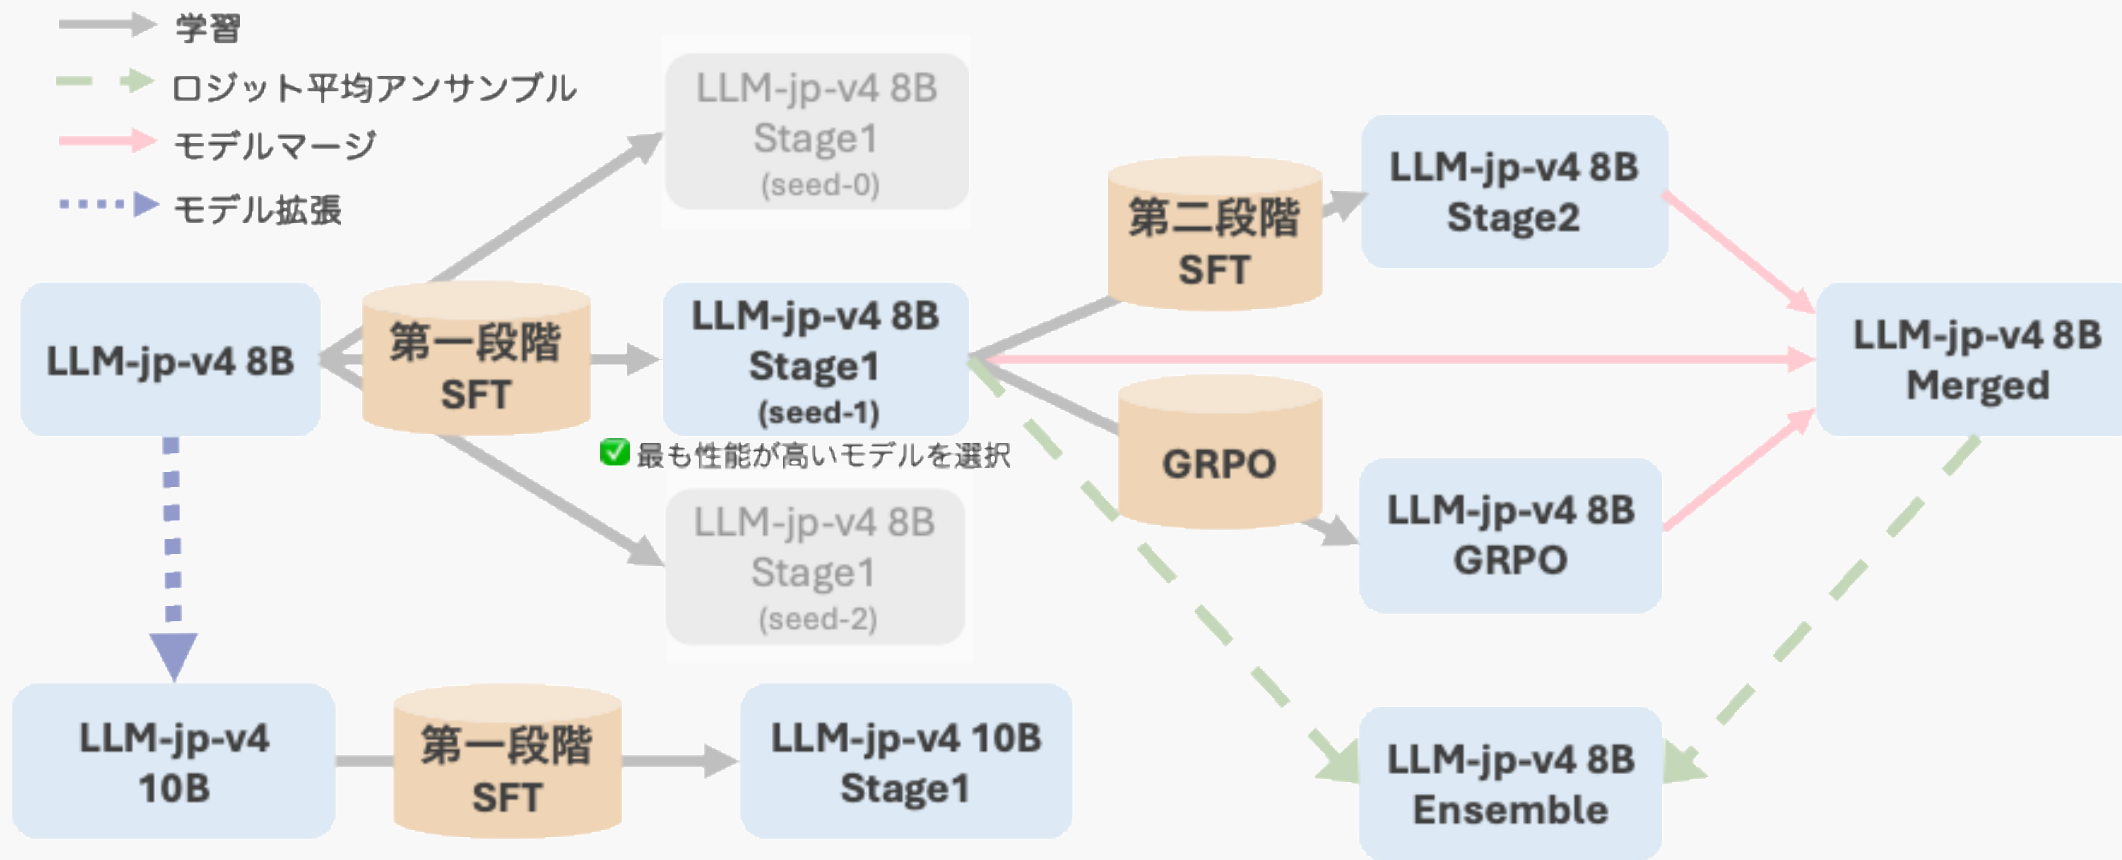 学習
ロジット平均アンサンブル
モデルマージ
モデル拡張
LLM-jp-v4 8B
第一段階
SFT
LLM-jp-v4 8B
Stage1
(seed-0)
LLM-jp-v4 8B
Stage1
(seed-1)
✅最も性能が高いモデルを選択
LLM-jp-v4 8B
Stage1
(seed-2)
第二段階
SFT
LLM-jp-v4 8B
Stage2
GRPO
LLM-jp-v4 8B
GRPO
LLM-jp-v4 8B
Merged
LLM-jp-v4 8B
Ensemble
LLM-jp-v4
10B
第一段階
SFT
LLM-jp-v4 10B
Stage1